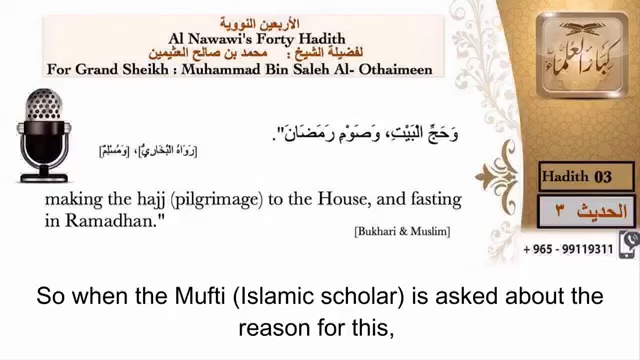 الأربعين النووية
Al Nawawi's Forty Hadith
لفضيلة الشيخ : محمد بن صالح العثيمين
For Grand Sheikh : Muhammad Bin Saleh Al- Othaimeen
كبار العلماء
وَحَجِّ الْبَيْتِ، وَصَوْمِ رَمَضَانَ".
[رَوَاهُ الْبُخَارِيُّ]، [وَمُسْلِمٌ]
making the hajj (pilgrimage) to the House, and fasting
in Ramadhan."
[Bukhari & Muslim]
Hadith 03
الحديث ٣
+ 965 - 99119311
So when the Mufti (Islamic scholar) is asked about the
reason for this,